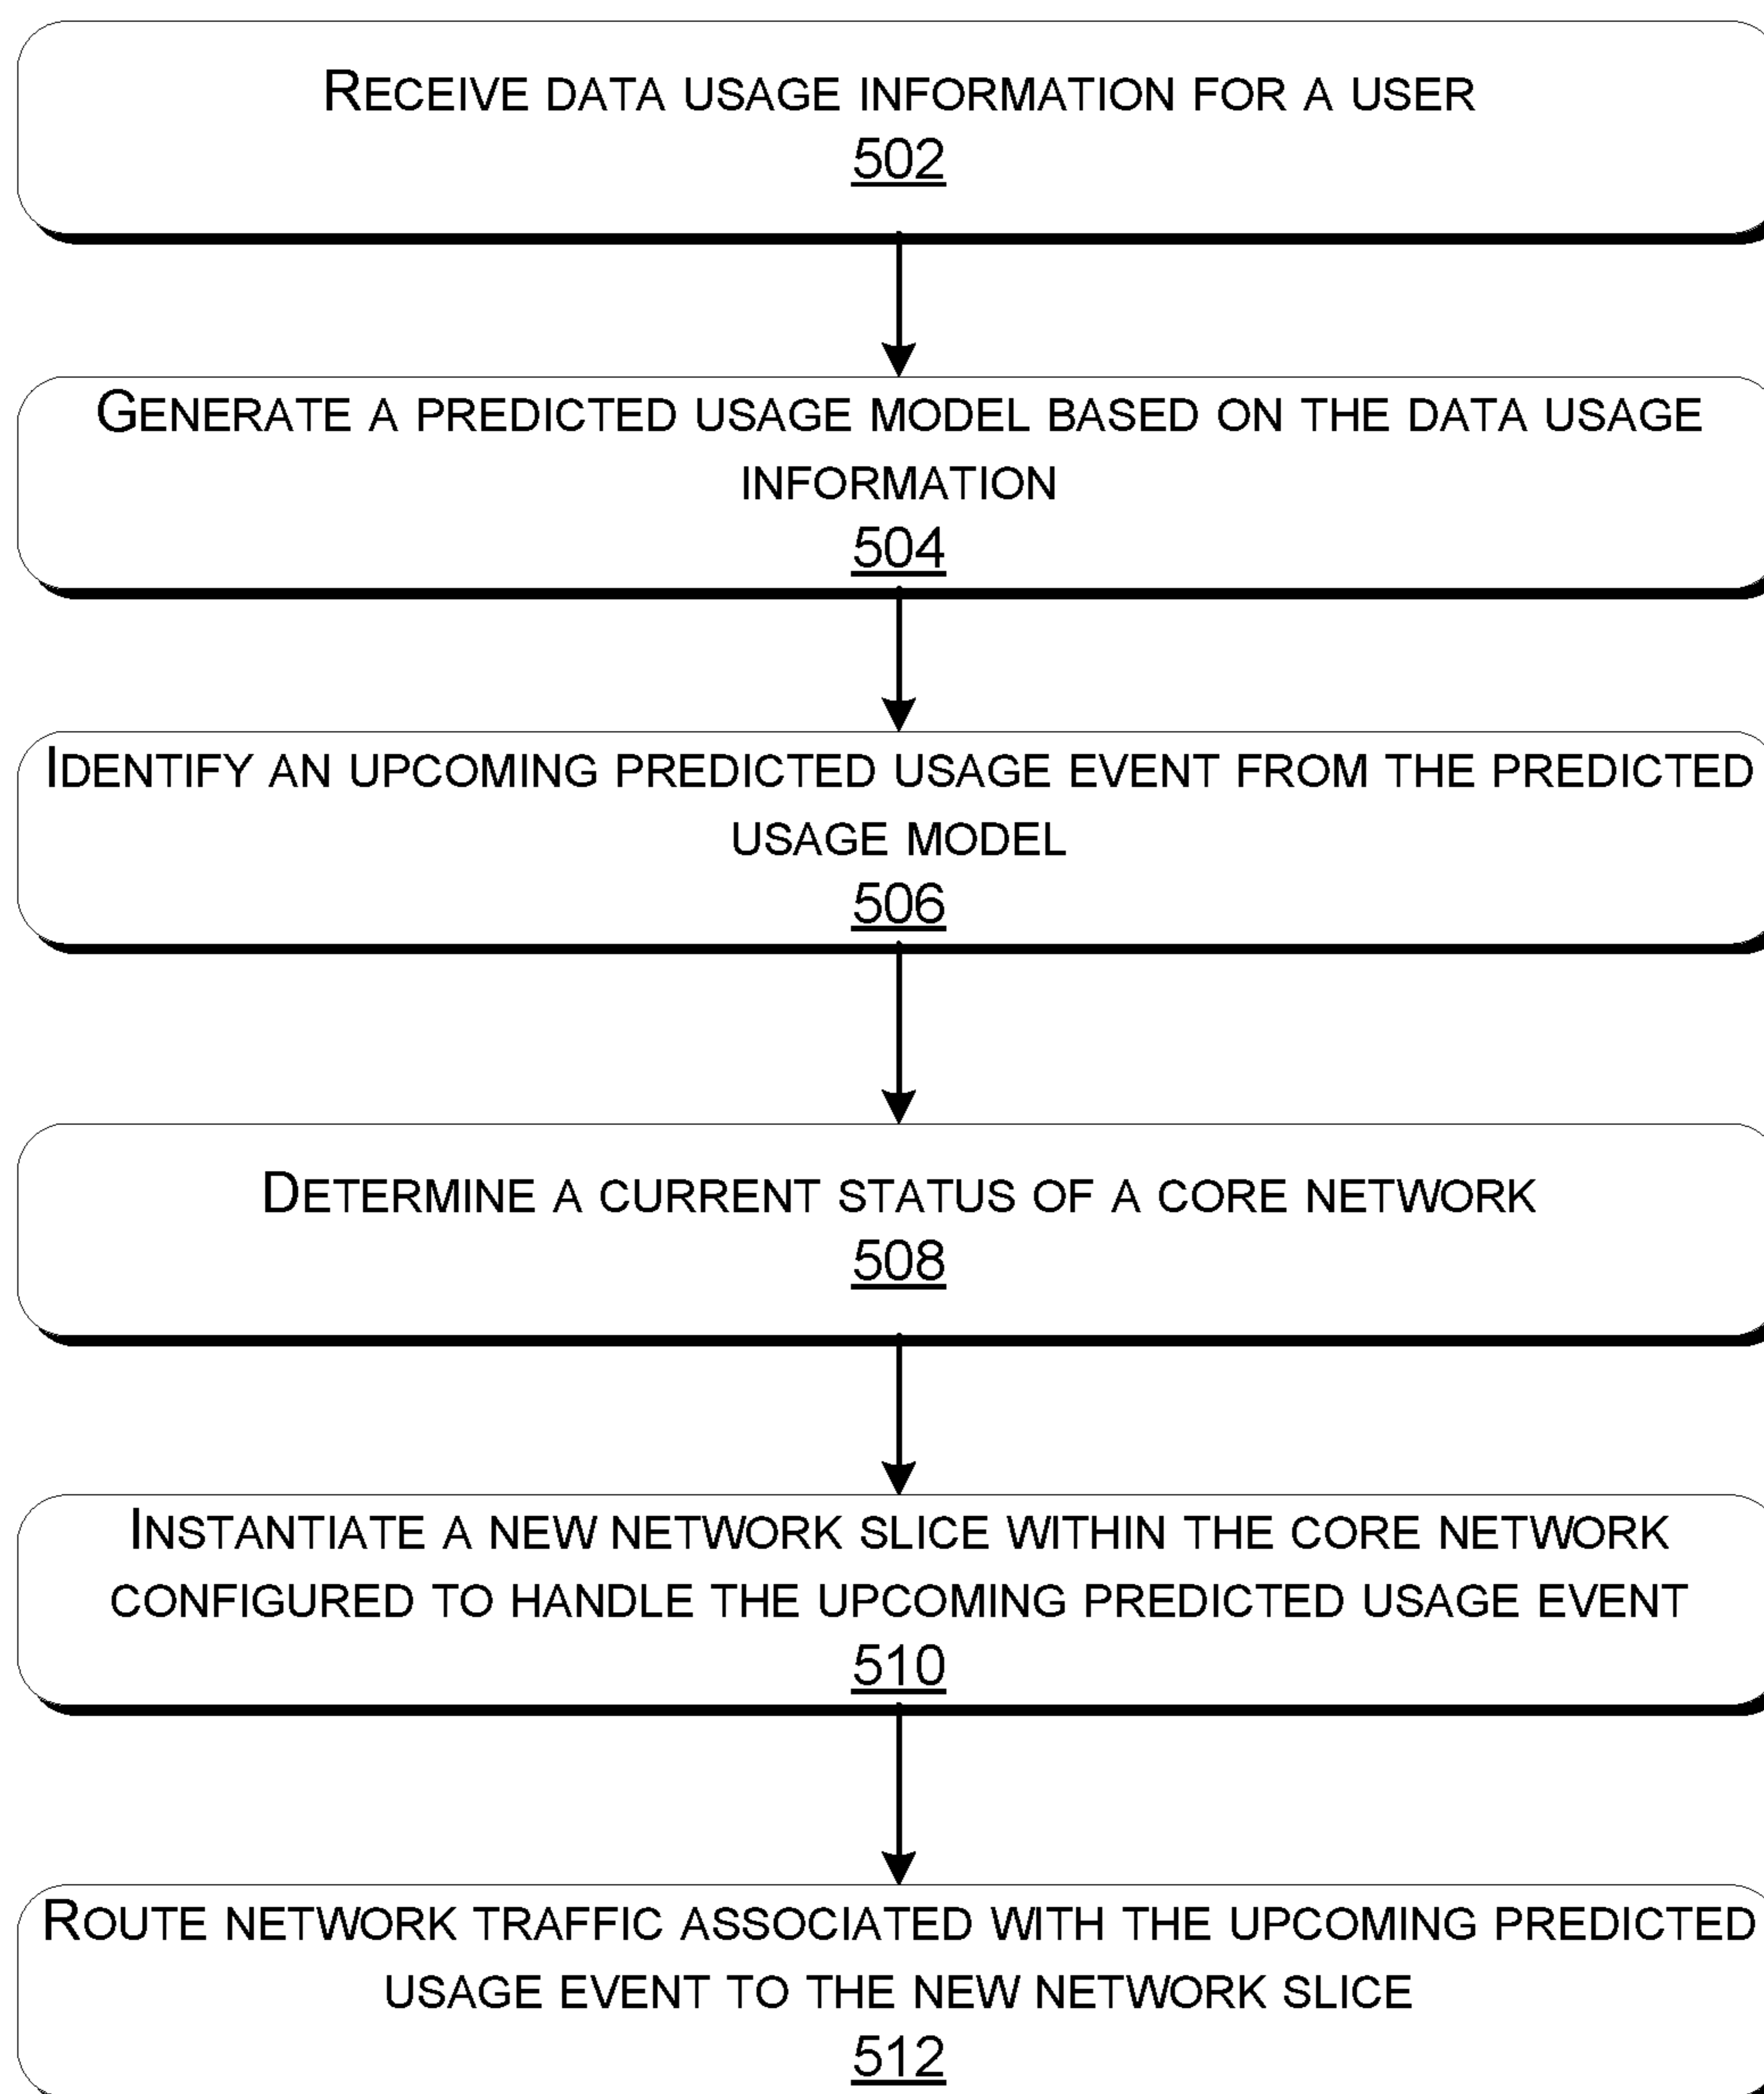 RECEIVE DATA USAGE INFORMATION FOR A USER
502
GENERATE A PREDICTED USAGE MODEL BASED ON THE DATA USAGE
INFORMATION
504
IDENTIFY AN UPCOMING PREDICTED USAGE EVENT FROM THE PREDICTED
USAGE MODEL
506
DETERMINE A CURRENT STATUS OF A CORE NETWORK
508
INSTANTIATE A NEW NETWORK SLICE WITHIN THE CORE NETWORK
CONFIGURED TO HANDLE THE UPCOMING PREDICTED USAGE EVENT
510
ROUTE NETWORK TRAFFIC ASSOCIATED WITH THE UPCOMING PREDICTED
USAGE EVENT TO THE NEW NETWORK SLICE
512